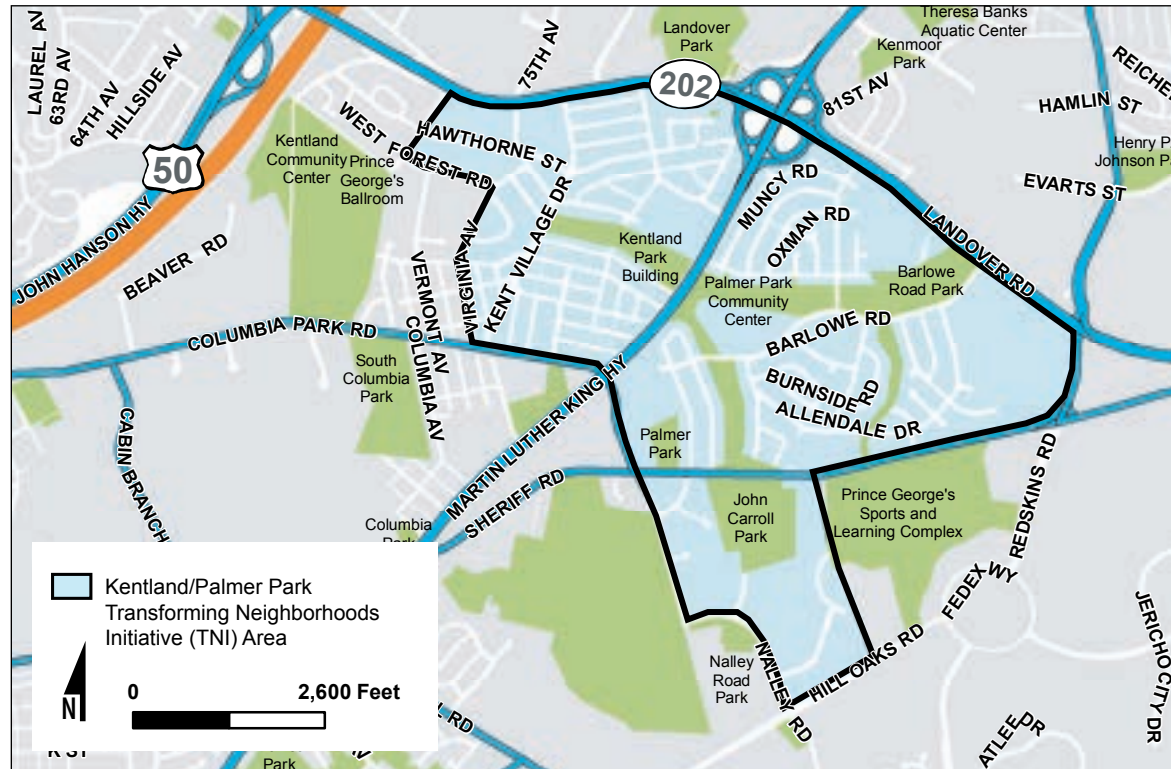 LAUREL AV
63RD AV
64TH AV
HILLSIDE AV
75TH AV
Landover
Park
Theresa Banks
Aquatic Center
Kenmoor
Park
81ST AV
HAMLIN ST
Henry P
EVARTS ST
202
50
JOHN HANSON HY
Kentland
Community
Center
Prince
George's
Ballroom
WEST FOREST RD
HAWTHORNE ST
KENT VILLAGE DR
VIRGINIA AV
BEAVER RD
VERMONT AV
COLUMBIA AV
COLUMBIA PARK RD
South
Columbia
Park
CABIN BRANCH
Kentland
Park
Building
MUNCY RD
OXMAN RD
LANDOVER RD
Palmer Park
Community
Center
Barlowe
Road Park
BARLOWE RD
BURNSIDE RD
ALLENDALE DR
MARTIN LUTHER KING HY
SHERIFF RD
Palmer
Park
John
Carroll
Park
Prince George's
Sports and
Learning Complex
REDSKINS RD
FEDEX WY
JERICHO CITY DR
ATLEE DR
HILL OAKS RD
NALLEY RD
Nalley
Road
Park
Columbia
Kentland/Palmer Park
Transforming Neighborhoods
Initiative (TNI) Area
N
0 2,600 Feet
RD
Park